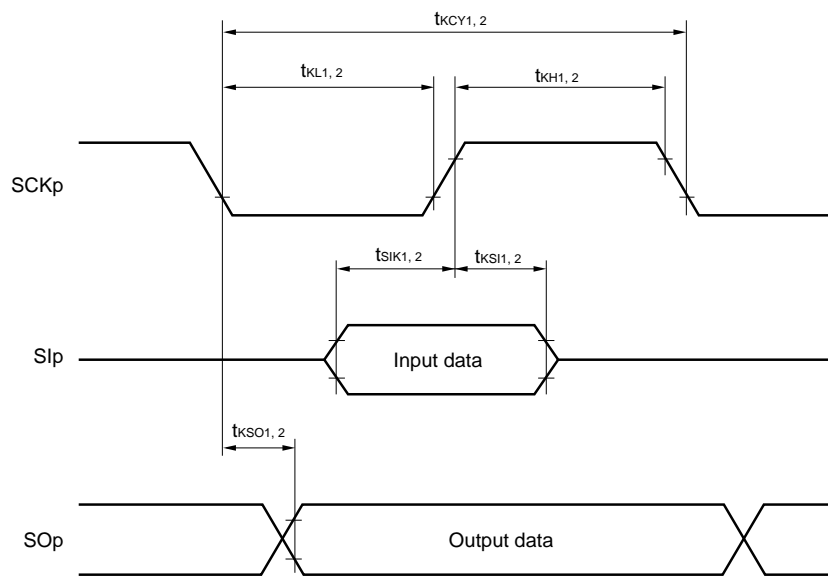 tKCY1, 2
tKL1, 2
tKH1, 2
SCKp
tSIK1, 2
tKSI1, 2
SIp
Input data
tKSO1, 2
SOp
Output data